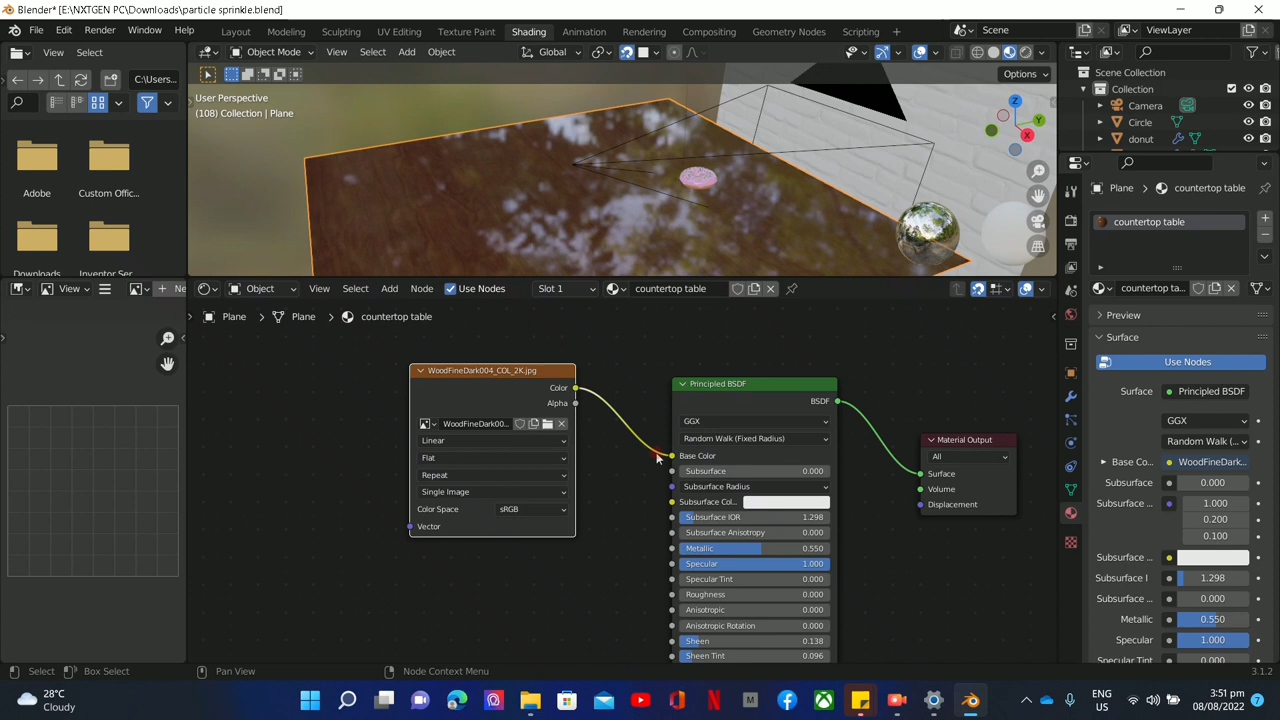 Blender* [E:\NXTGEN PC\Downloads\particle sprinkle.blend]
File Edit Render Window Help
Layout Modeling Sculpting UV Editing Texture Paint Shading Animation Rendering Compositing Geometry Nodes Scripting +
Scene
ViewLayer
View Select
Object Mode View Select Add Object Global
C:\Users...
Options
User Perspective
(108) Collection | Plane
Z
Y
X
Scene Collection
Collection
Camera
Circle
donut
Adobe
Custom Offic...
Downloads
Inventor Ser...
Plane > countertop table
countertop table
View
+ Ne
Object View Select Add Node Use Nodes Slot 1 countertop table
countertop ta...
Plane > Plane > countertop table
Preview
Surface
Use Nodes
Surface Principled BSDF
GGX
Random Walk (...
Base Co... WoodFineDark...
Subsurface 0.000
Subsurface .. 1.000
0.200
0.100
Subsurface ..
Subsurface I 1.298
Subsurface .. 0.000
Metallic 0.550
Specular 1.000
Specular Tint 0.000
WoodFineDark004_COL_2K.jpg
Color
Alpha
WoodFineDark00...
Linear
Flat
Repeat
Single Image
Color Space sRGB
Vector
Principled BSDF
BSDF
GGX
Random Walk (Fixed Radius)
Base Color
Subsurface 0.000
Subsurface Radius
Subsurface Col...
Subsurface IOR 1.298
Subsurface Anisotropy 0.000
Metallic 0.550
Specular 1.000
Specular Tint 0.000
Roughness 0.000
Anisotropic 0.000
Anisotropic Rotation 0.000
Sheen 0.138
Sheen Tint 0.096
Material Output
All
Surface
Volume
Displacement
Select Box Select Pan View Node Context Menu 3.1.2
28°C
Cloudy
ENG
US
3:51 pm
08/08/2022
7